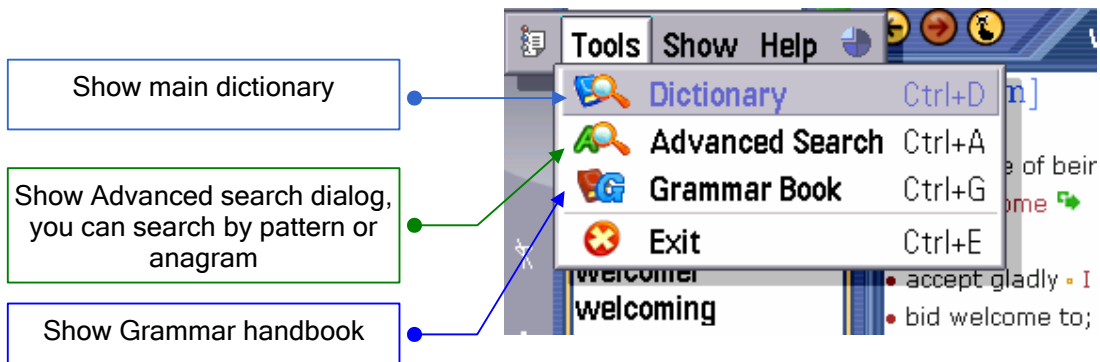 Show main dictionary
Show Advanced search dialog,
you can search by pattern or
anagram
Show Grammar handbook
Tools Show Help
Dictionary Ctrl+D
Advanced Search Ctrl+A
Grammar Book Ctrl+G
Exit Ctrl+E
]
of
welcoming
accept gladly I
bid welcome to;